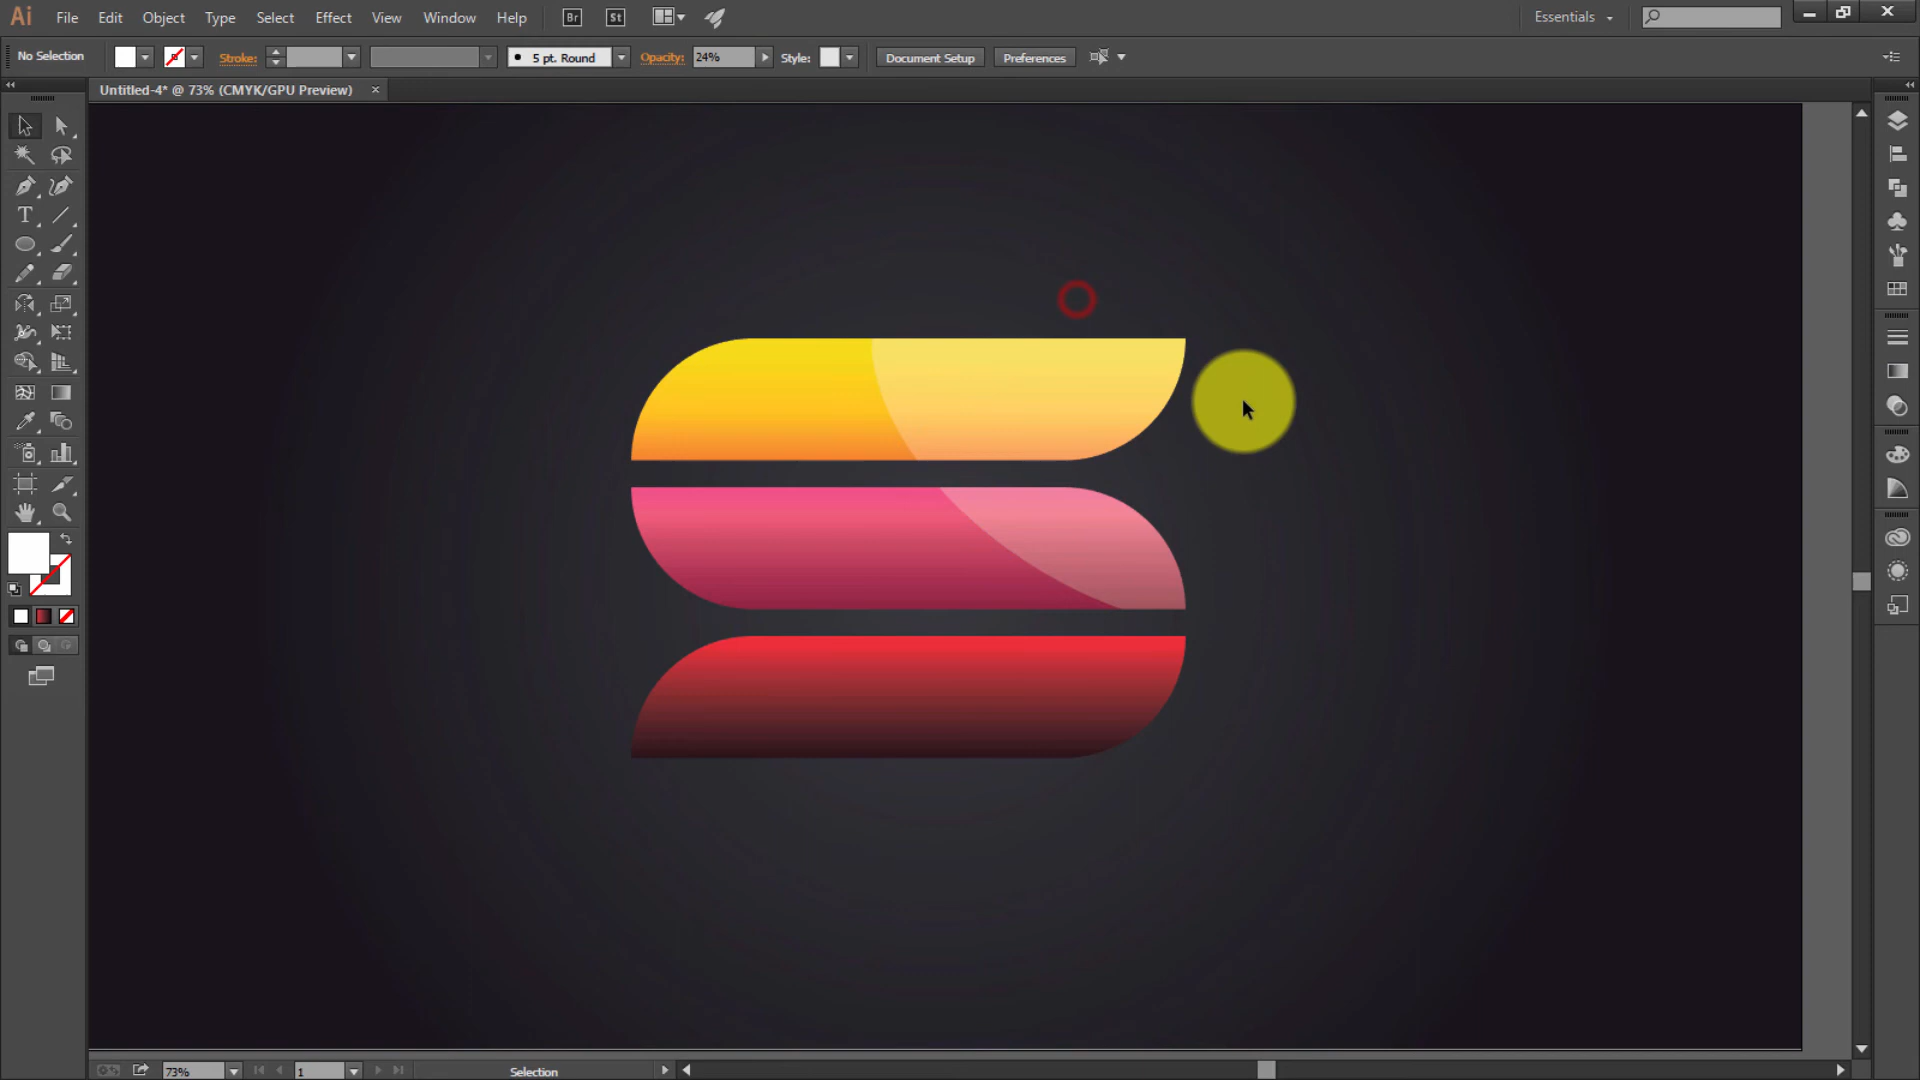 Ai File Edit Object Type Select Effect View Window Help Br St Essentials
No Selection Stroke: 5 pt. Round Opacity: 24% Style: Document Setup Preferences
Untitled-4* @ 73% (CMYK/GPU Preview) ×
T
73% 1 Selection